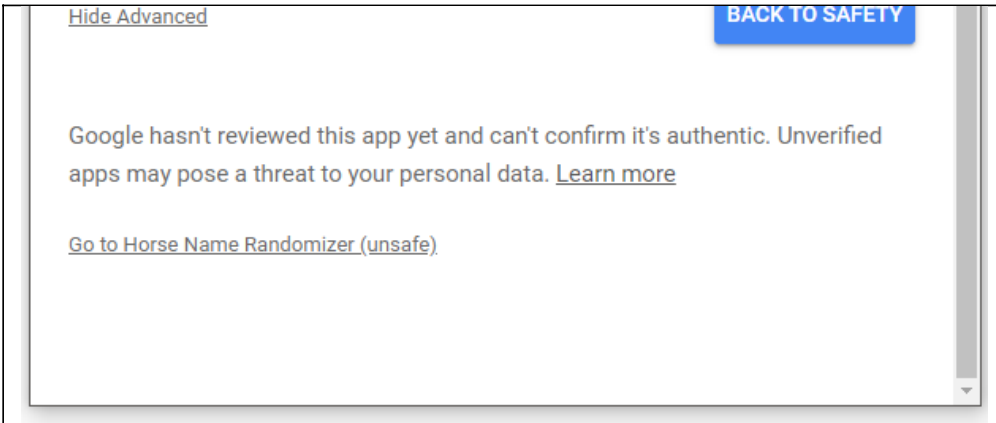 Hide Advanced
BACK TO SAFETY
Google hasn't reviewed this app yet and can't confirm it's authentic. Unverified
apps may pose a threat to your personal data. Learn more
Go to Horse Name Randomizer (unsafe)